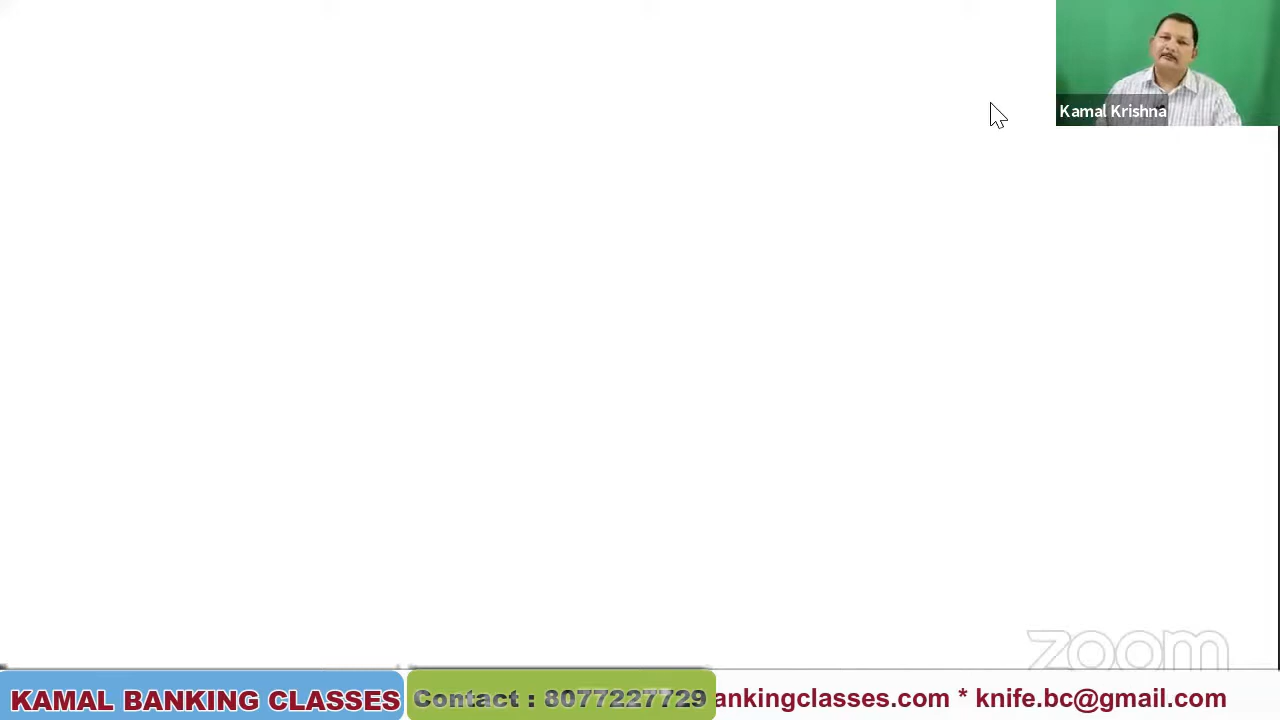 Kamal Krishna
zoom
KAMAL BANKING CLASSES
Contact : 8077227729
ankingclasses.com * knife.bc@gmail.com